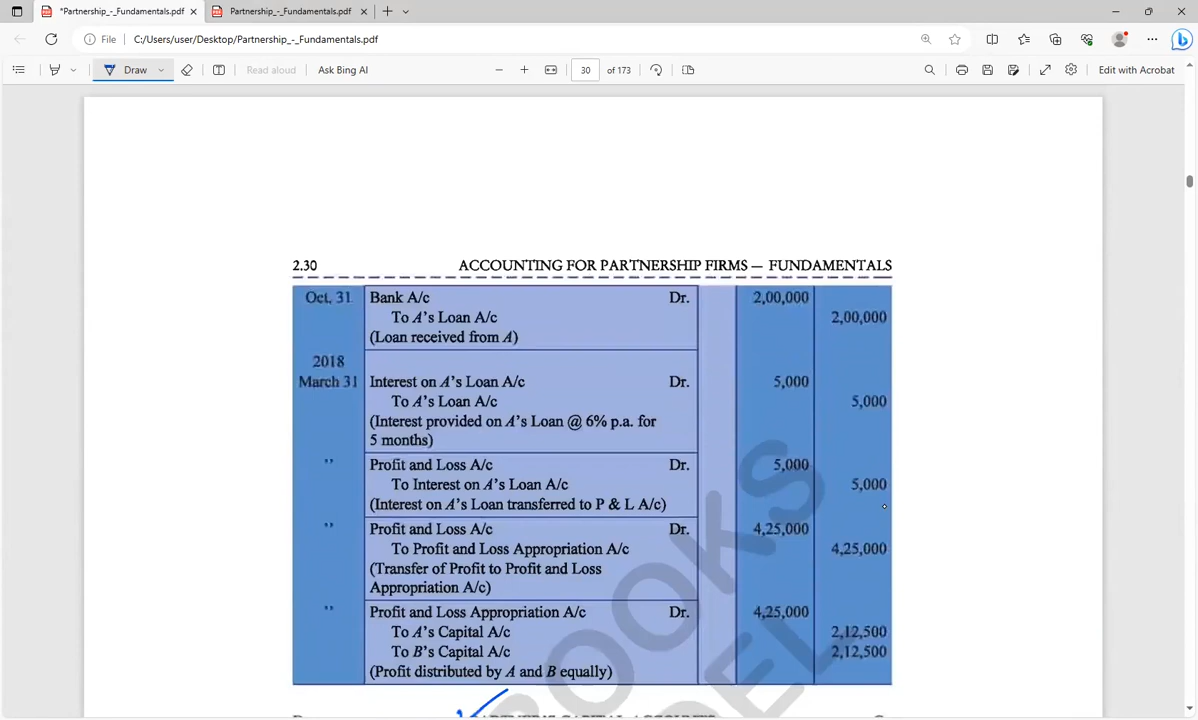 *Partnership_-_Fundamentals.pdf
Partnership_-_Fundamentals.pdf
File C:/Users/user/Desktop/Partnership_-_Fundamentals.pdf
Draw Read aloud Ask Bing AI 30 of 173 Edit with Acrobat
2.30 ACCOUNTING FOR PARTNERSHIP FIRMS — FUNDAMENTALS
Oct. 31 Bank A/c Dr. 2,00,000
To A's Loan A/c 2,00,000
(Loan received from A)
2018
March 31 Interest on A's Loan A/c Dr. 5,000
To A's Loan A/c 5,000
(Interest provided on A's Loan @ 6% p.a. for
5 months)
" Profit and Loss A/c Dr. 5,000
To Interest on A's Loan A/c 5,000
(Interest on A's Loan transferred to P & L A/c)
" Profit and Loss A/c Dr. 4,25,000
To Profit and Loss Appropriation A/c 4,25,000
(Transfer of Profit to Profit and Loss
Appropriation A/c)
" Profit and Loss Appropriation A/c Dr. 4,25,000
To A's Capital A/c 2,12,500
To B's Capital A/c 2,12,500
(Profit distributed by A and B equally)
PARTNER'S CAPITAL ACCOUNTS